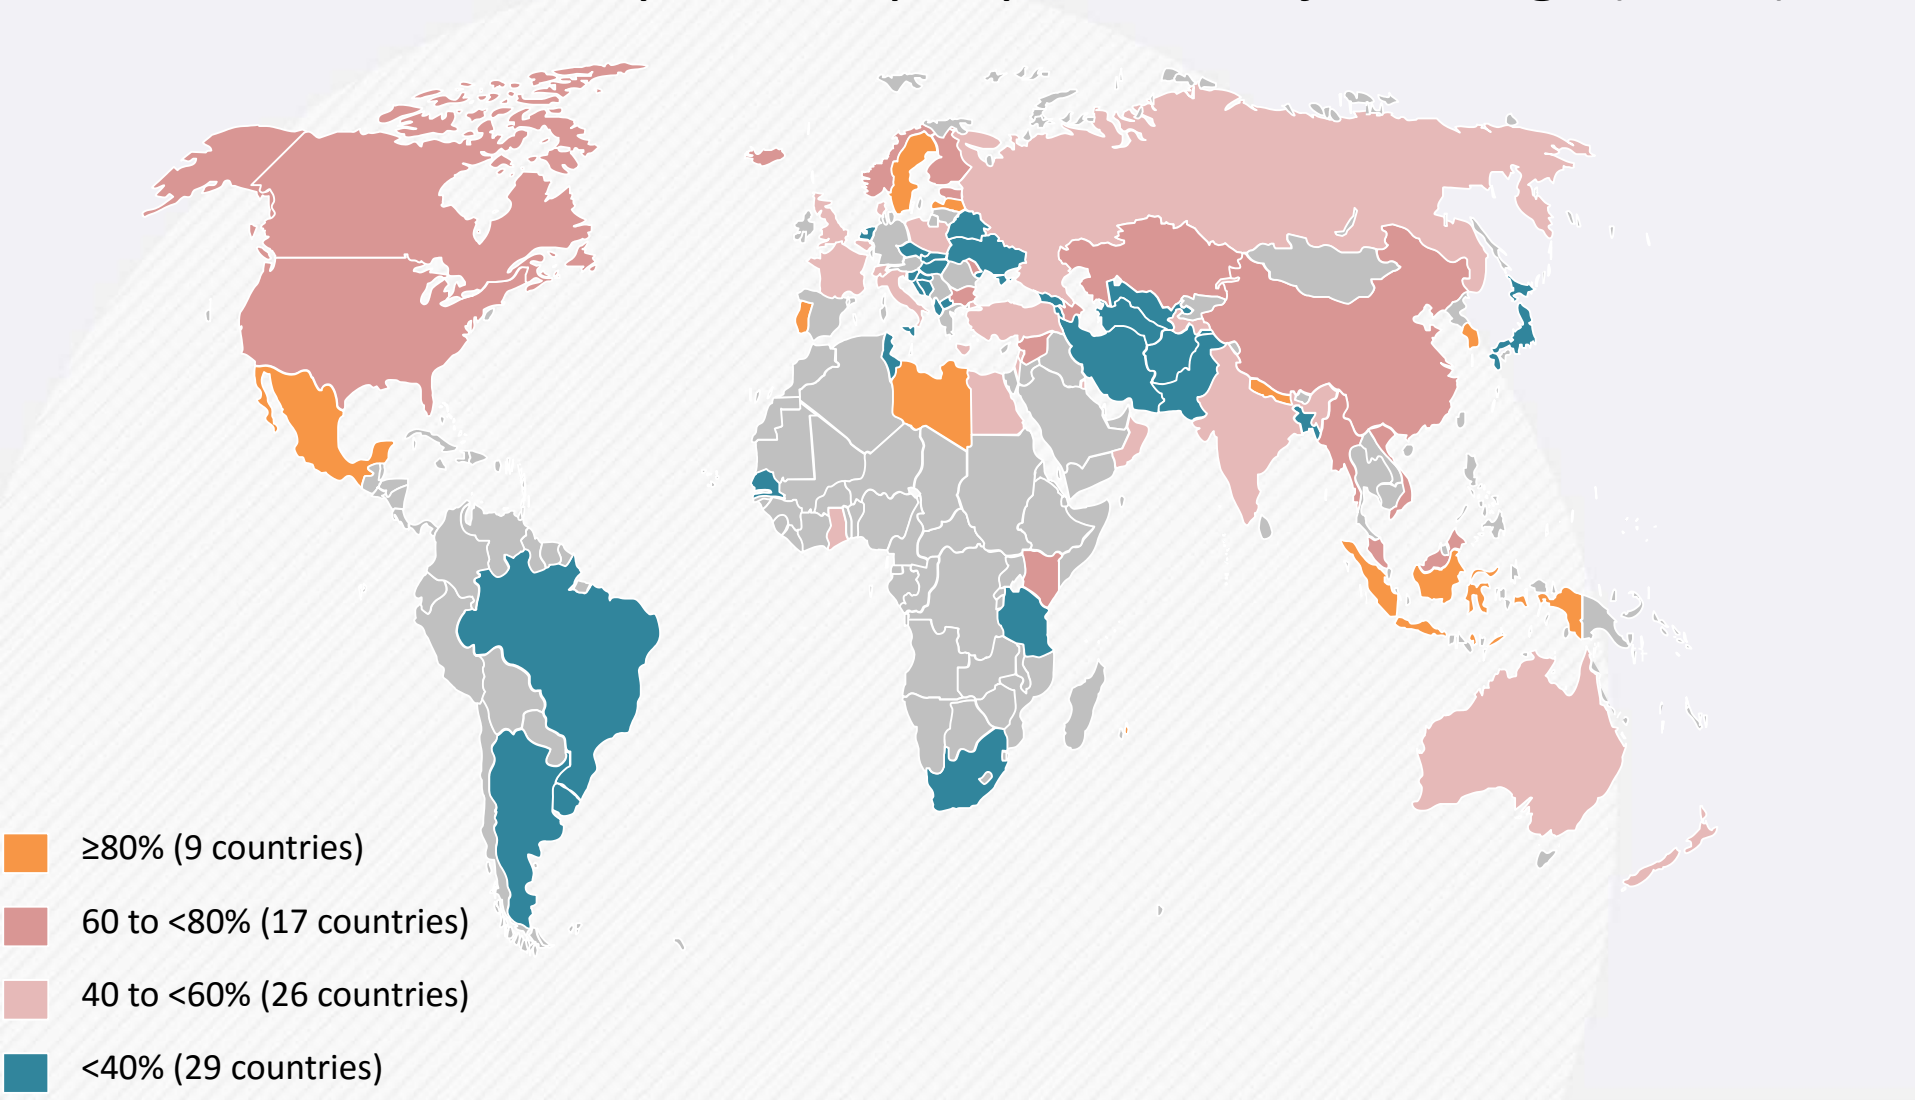 ≥80% (9 countries)
60 to <80% (17 countries)
40 to <60% (26 countries)
<40% (29 countries)